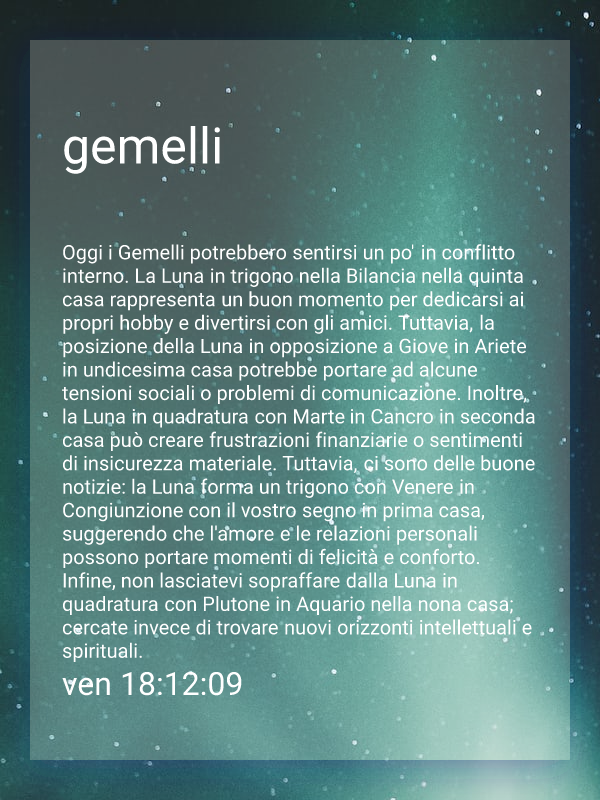 gemelli
Oggi i Gemelli potrebbero sentirsi un po' in conflitto
interno. La Luna in trigono nella Bilancia nella quinta
casa rappresenta un buon momento per dedicarsi ai
propri hobby e divertirsi con gli amici. Tuttavia, la
posizione della Luna in opposizione a Giove in Ariete
in undicesima casa potrebbe portare ad alcune
tensioni sociali o problemi di comunicazione. Inoltre,
la Luna in quadratura con Marte in Cancro in seconda
casa può creare frustrazioni finanziarie o sentimenti
di insicurezza materiale. Tuttavia, ci sono delle buone
notizie: la Luna forma un trigono con Venere in
Congiunzione con il vostro segno in prima casa,
suggerendo che l'amore e le relazioni personali
possono portare momenti di felicità e conforto.
Infine, non lasciatevi sopraffare dalla Luna in
quadratura con Plutone in Aquario nella nona casa;
cercate invece di trovare nuovi orizzonti intellettuali e
spirituali.
ven 18:12:09